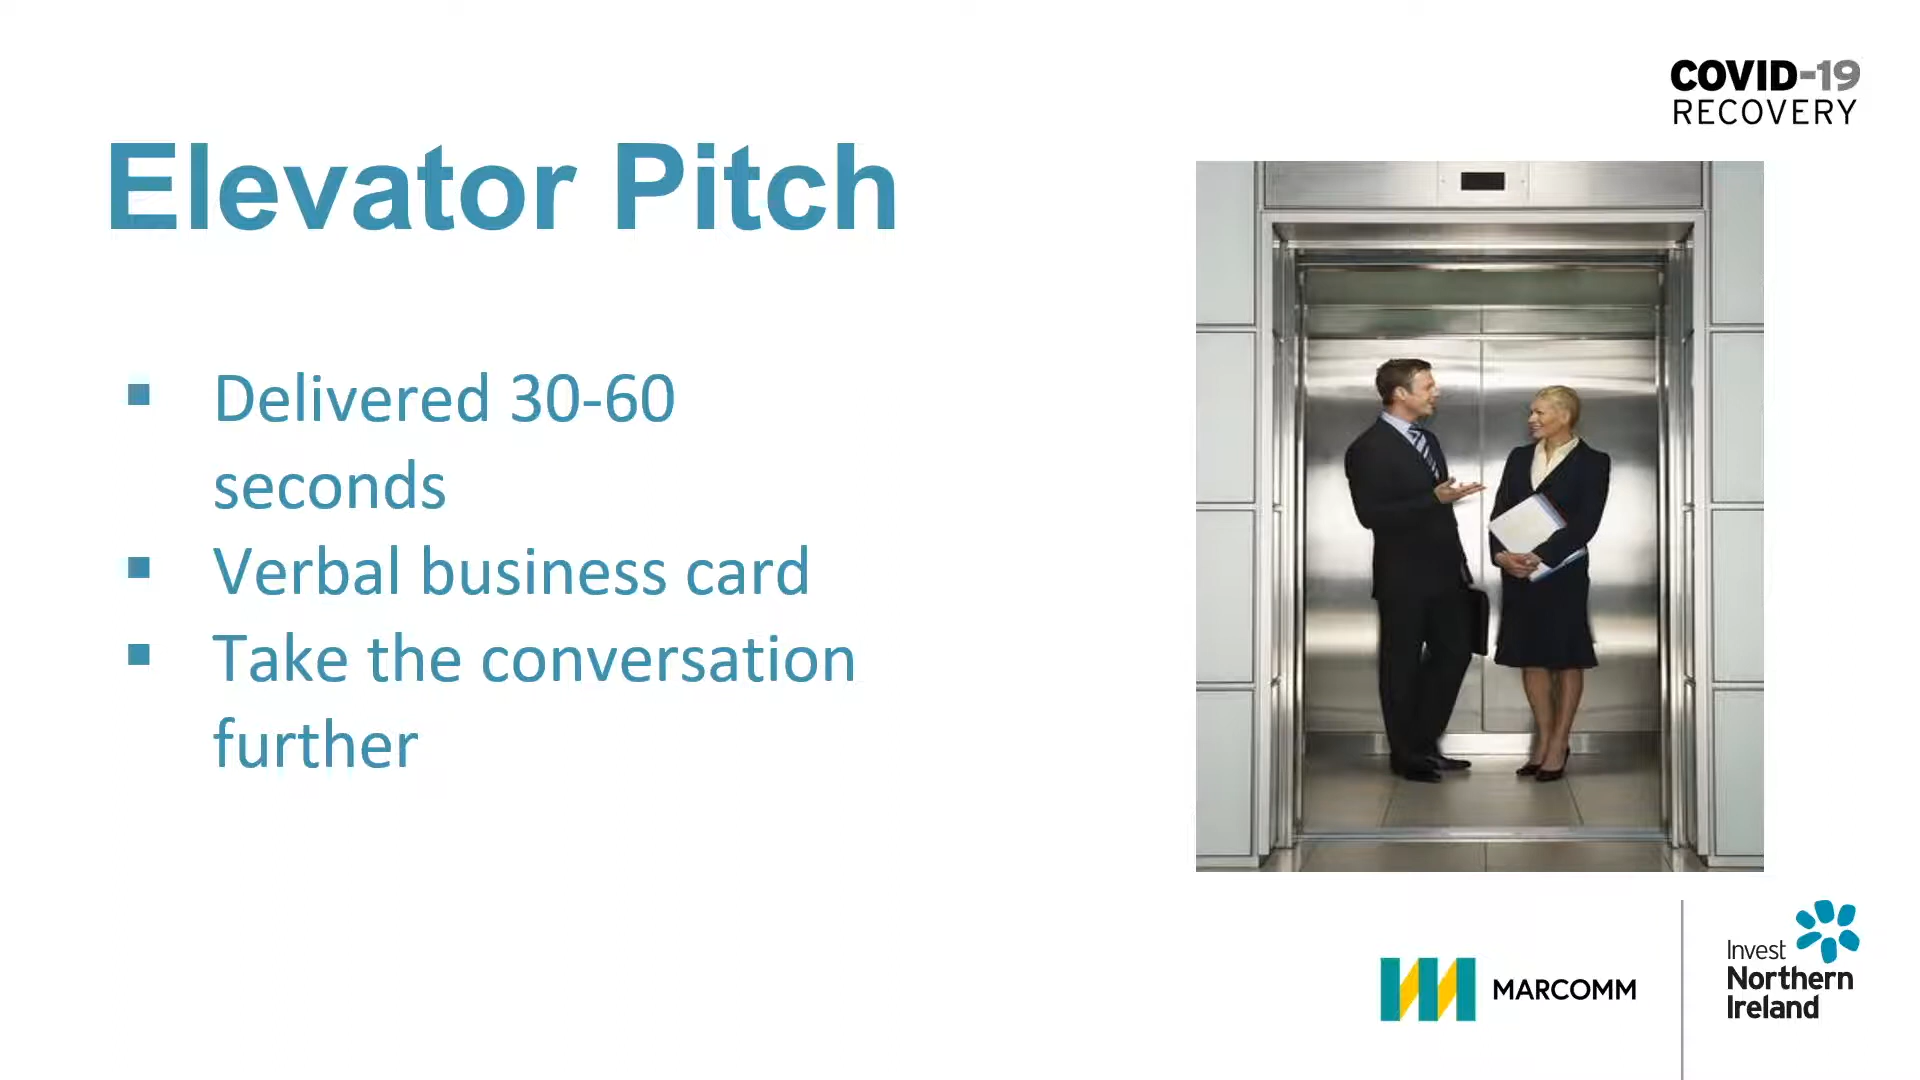 COVID-19
RECOVERY
Elevator Pitch
▪ Delivered 30-60
seconds
▪ Verbal business card
▪ Take the conversation
further
MARCOMM
Invest
Northern
Ireland